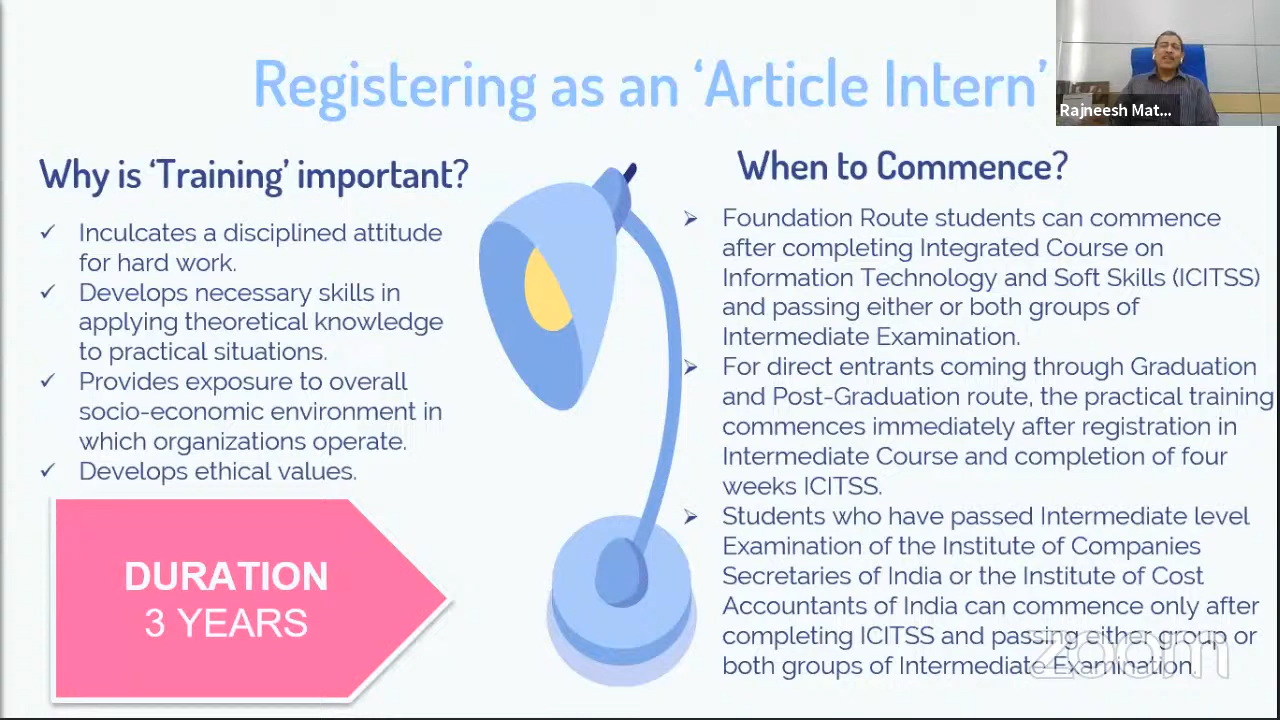 Registering as an ‘Article Intern’
Rajneesh Mat...
Why is ‘Training’ important?
Inculcates a disciplined attitude
for hard work.
Develops necessary skills in
applying theoretical knowledge
to practical situations.
Provides exposure to overall
socio-economic environment in
which organizations operate.
Develops ethical values.
DURATION
3 YEARS
When to Commence?
Foundation Route students can commence
after completing Integrated Course on
Information Technology and Soft Skills (ICITSS)
and passing either or both groups of
Intermediate Examination.
For direct entrants coming through Graduation
and Post-Graduation route, the practical training
commences immediately after registration in
Intermediate Course and completion of four
weeks ICITSS.
Students who have passed Intermediate level
Examination of the Institute of Companies
Secretaries of India or the Institute of Cost
Accountants of India can commence only after
completing ICITSS and passing either group or
both groups of Intermediate Examination.
zoom